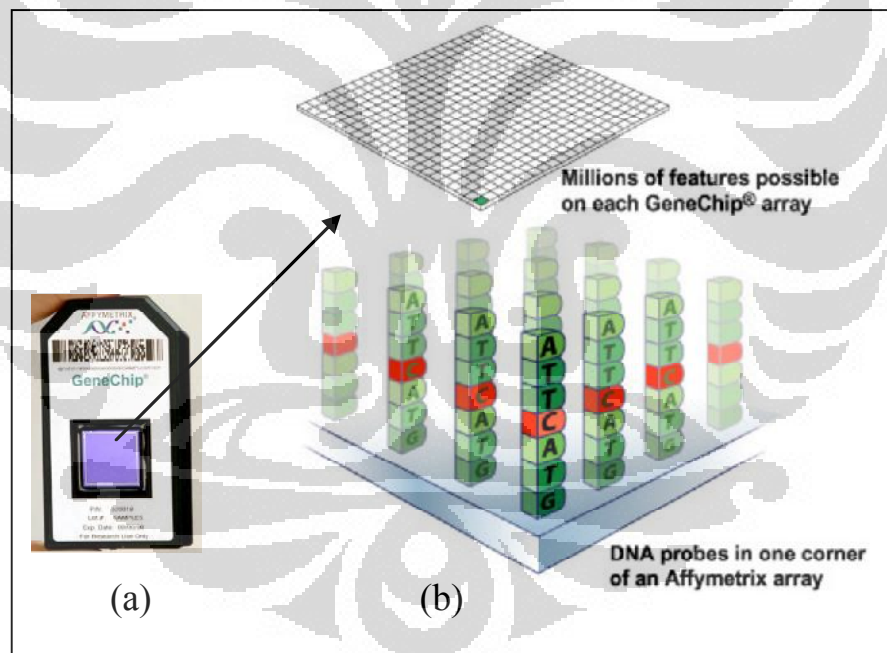 Millions of features possible
on each GeneChip® array
AFFYMETRIX
GeneChip®
For Research Use Only
A
T
T
C
A
T
G
A
T
T
C
A
T
G
A
T
T
C
A
T
G
A
T
T
C
A
T
G
A
T
T
C
A
T
G
DNA probes in one corner
of an Affymetrix array
(a)
(b)